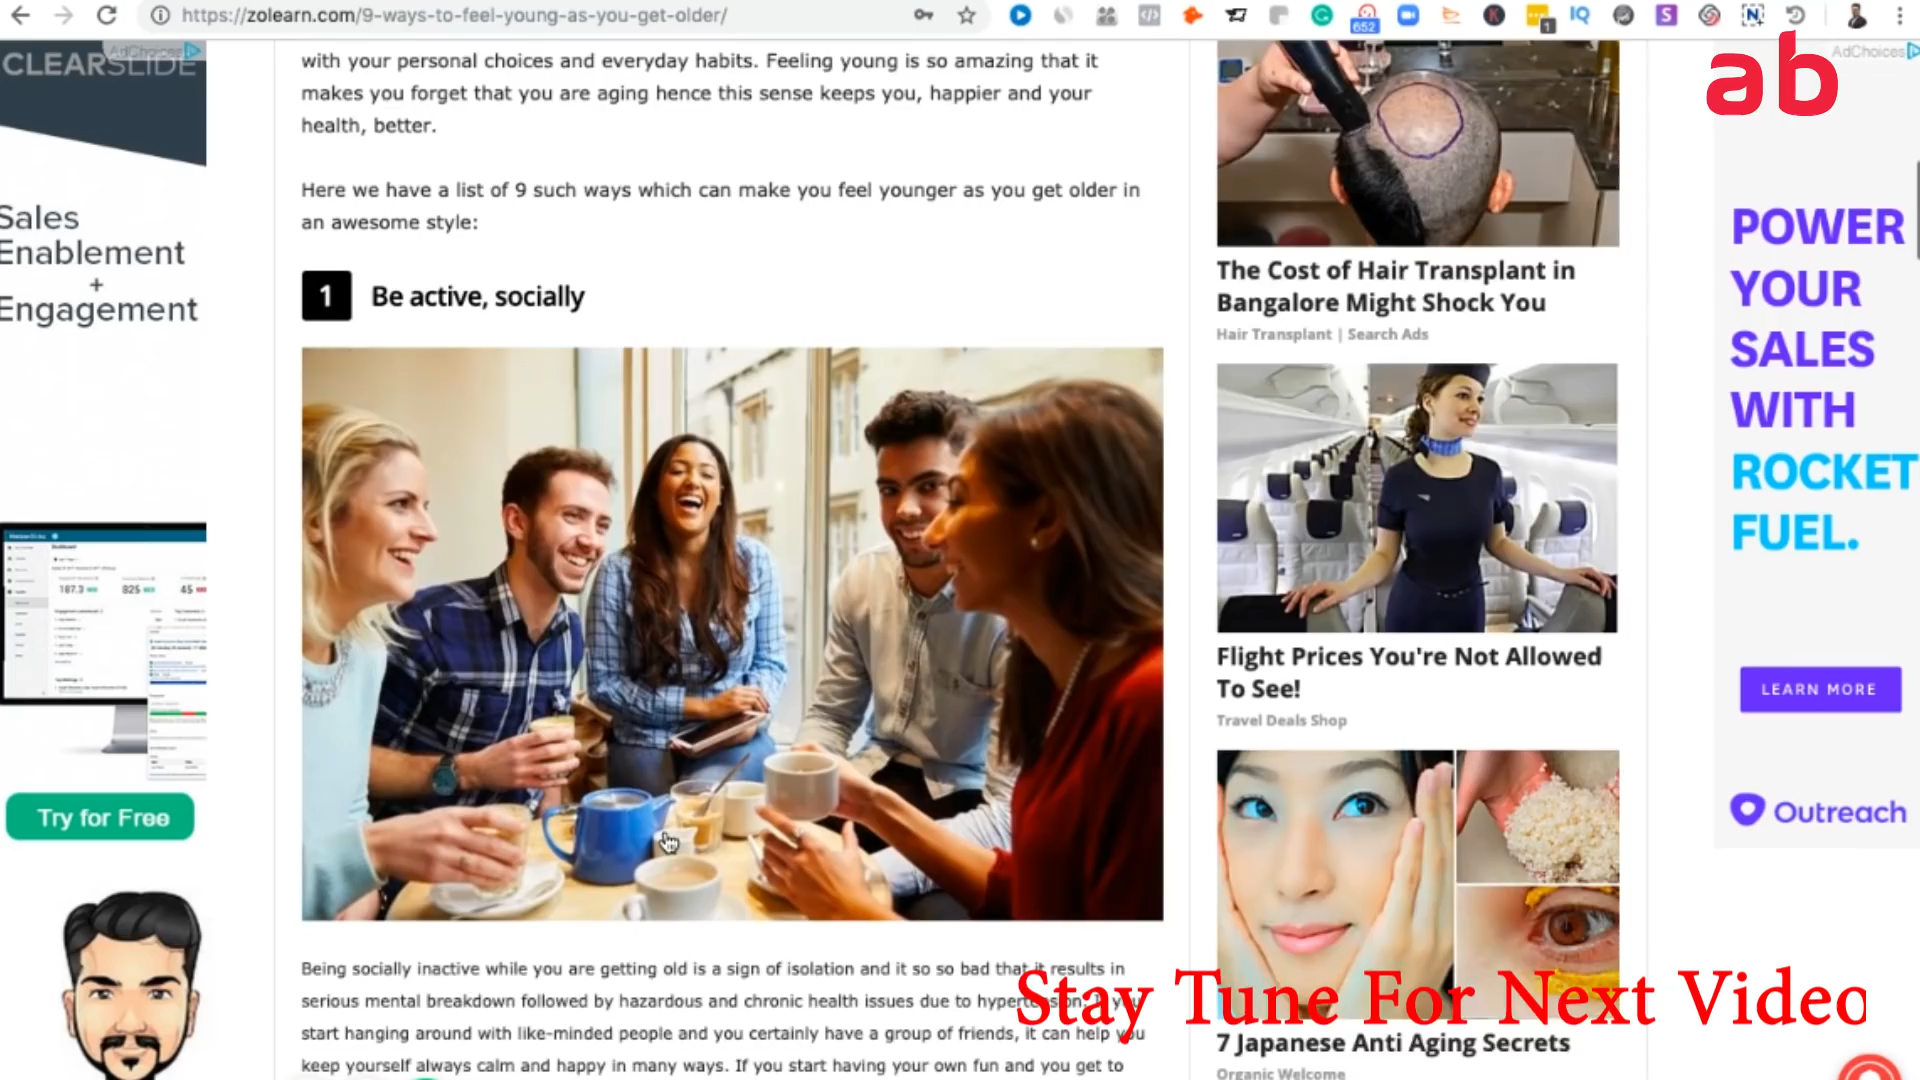 https://zolearn.com/9-ways-to-feel-young-as-you-get-older/
652
1
AdChoices
CLEARSLIDE
Sales
Enablement
+
Engagement
187.3
825
45
Try for Free
with your personal choices and everyday habits. Feeling young is so amazing that it
makes you forget that you are aging hence this sense keeps you, happier and your
health, better.
Here we have a list of 9 such ways which can make you feel younger as you get older in
an awesome style:
1 Be active, socially
Being socially inactive while you are getting old is a sign of isolation and it so so bad that it results in
serious mental breakdown followed by hazardous and chronic health issues due to hypertension. If you
start hanging around with like-minded people and you certainly have a group of friends, it can help you
keep yourself always calm and happy in many ways. If you start having your own fun and you get to
The Cost of Hair Transplant in
Bangalore Might Shock You
Hair Transplant | Search Ads
Flight Prices You're Not Allowed
To See!
Travel Deals Shop
7 Japanese Anti Aging Secrets
Organic Welcome
ab
AdChoices
POWER
YOUR
SALES
WITH
ROCKET
FUEL.
LEARN MORE
Outreach
Stay Tune For Next Video